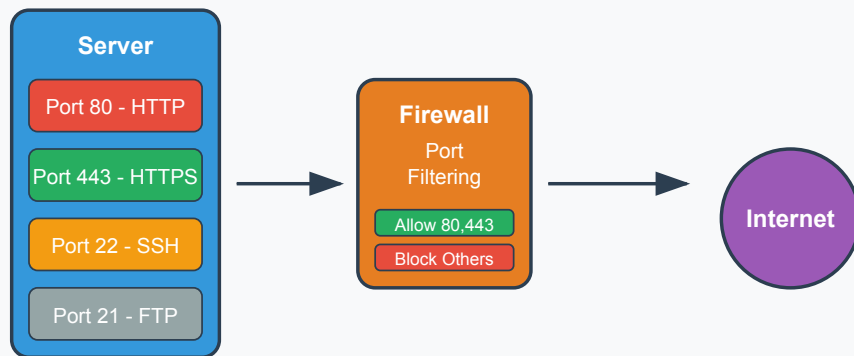 Server
Port 80 - HTTP
Port 443 - HTTPS
Port 22 - SSH
Port 21 - FTP
Firewall
Port
Filtering
Allow 80,443
Block Others
Internet